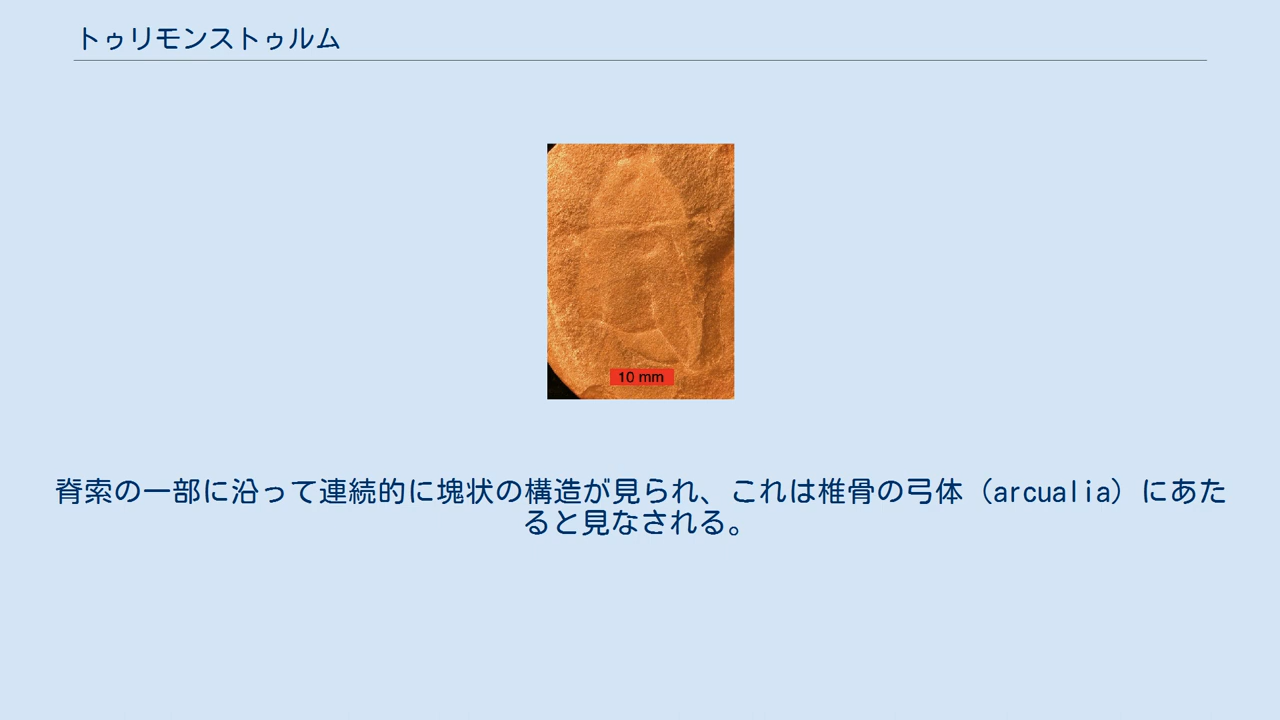 トゥリモンストゥルム
10 mm
脊索の一部に沿って連続的に塊状の構造が見られ、これは椎骨の弓体（arcualia）にあた
ると見なされる。